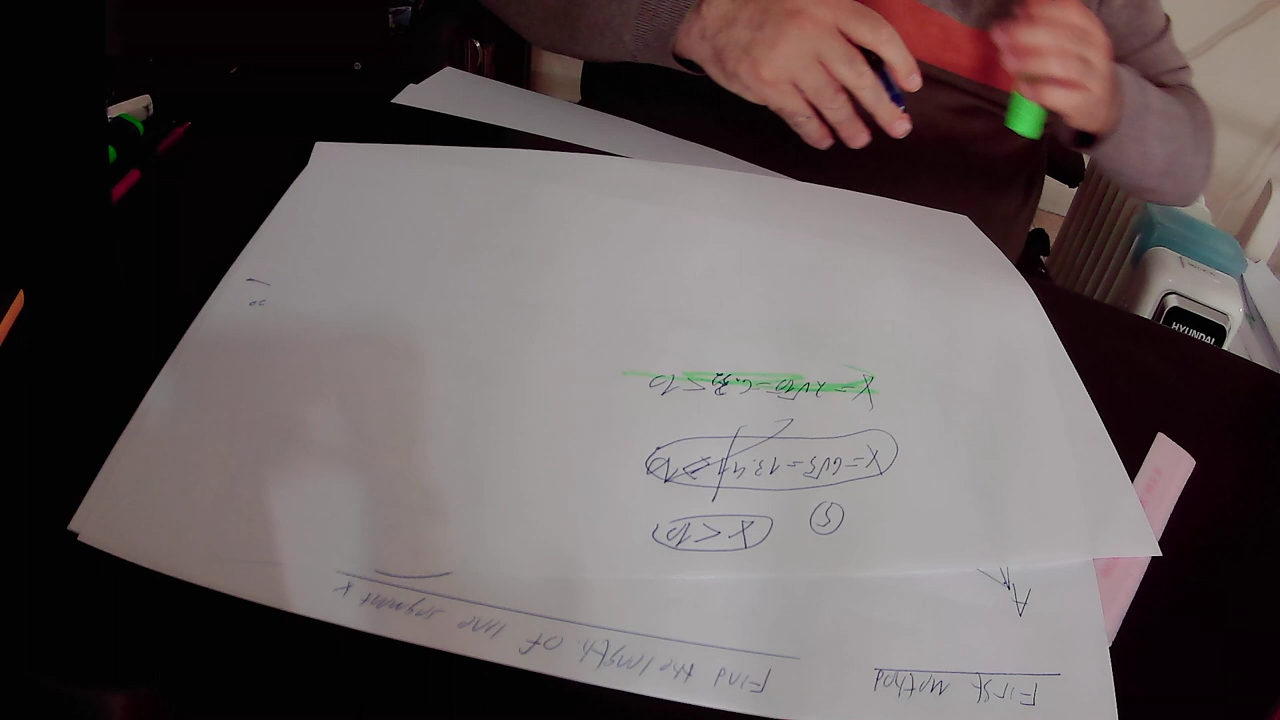 First method
Find the length of line segment x
A
x < 10
5
x = 6√5 = 13.41 > 10
x = 2√10 = 6.32 < 10
HYUNDAI